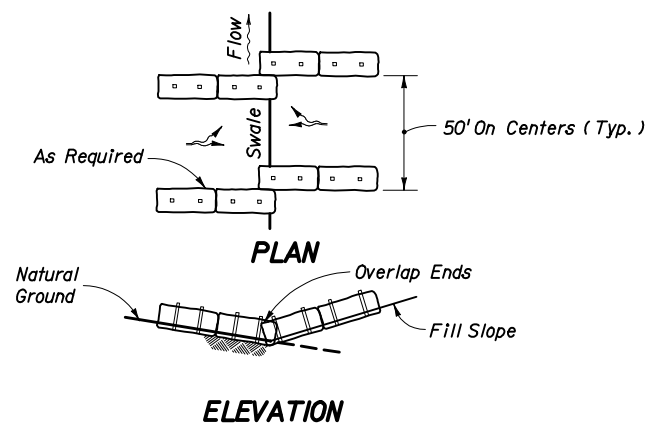 Flow
Swale
50' On Centers (Typ.)
As Required
PLAN
Natural
Ground
Overlap Ends
Fill Slope
ELEVATION